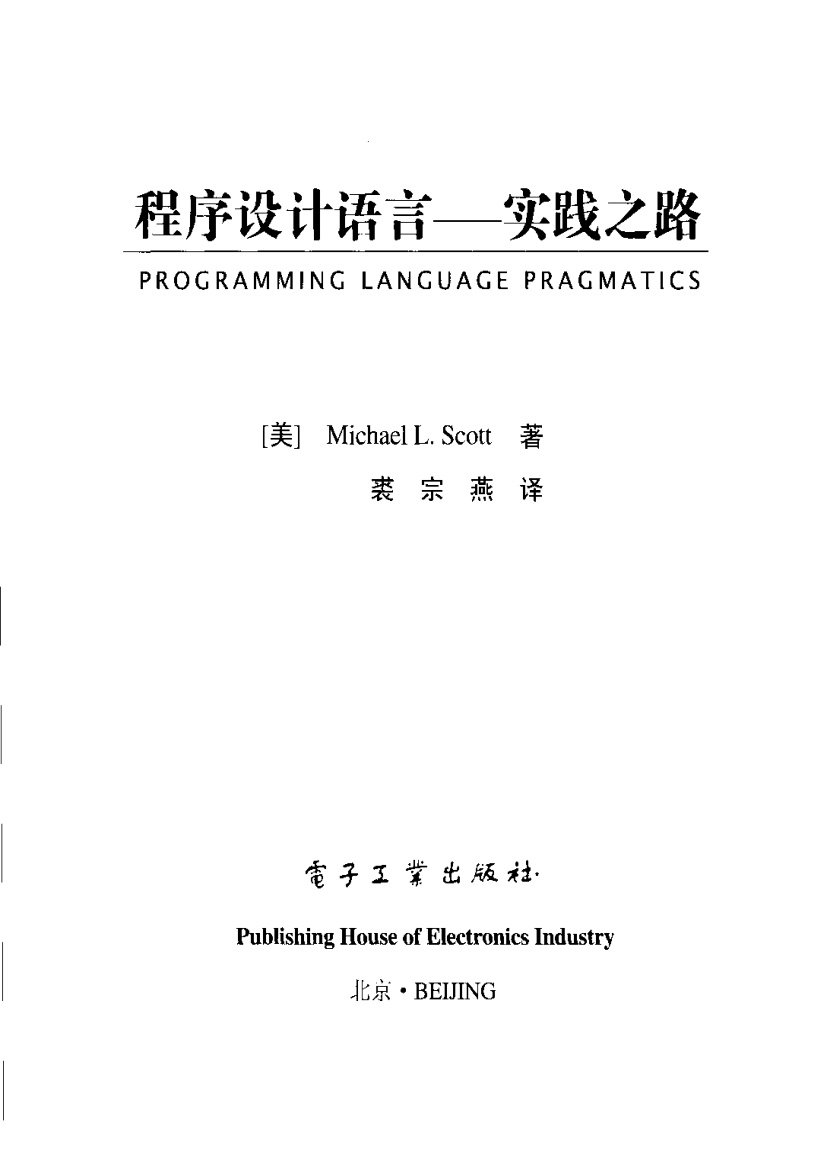 程序设计语言——实践之路
PROGRAMMING LANGUAGE PRAGMATICS
[美] Michael L. Scott 著
裘 宗 燕 译
電子工業出版社·
Publishing House of Electronics Industry
北京·BEIJING